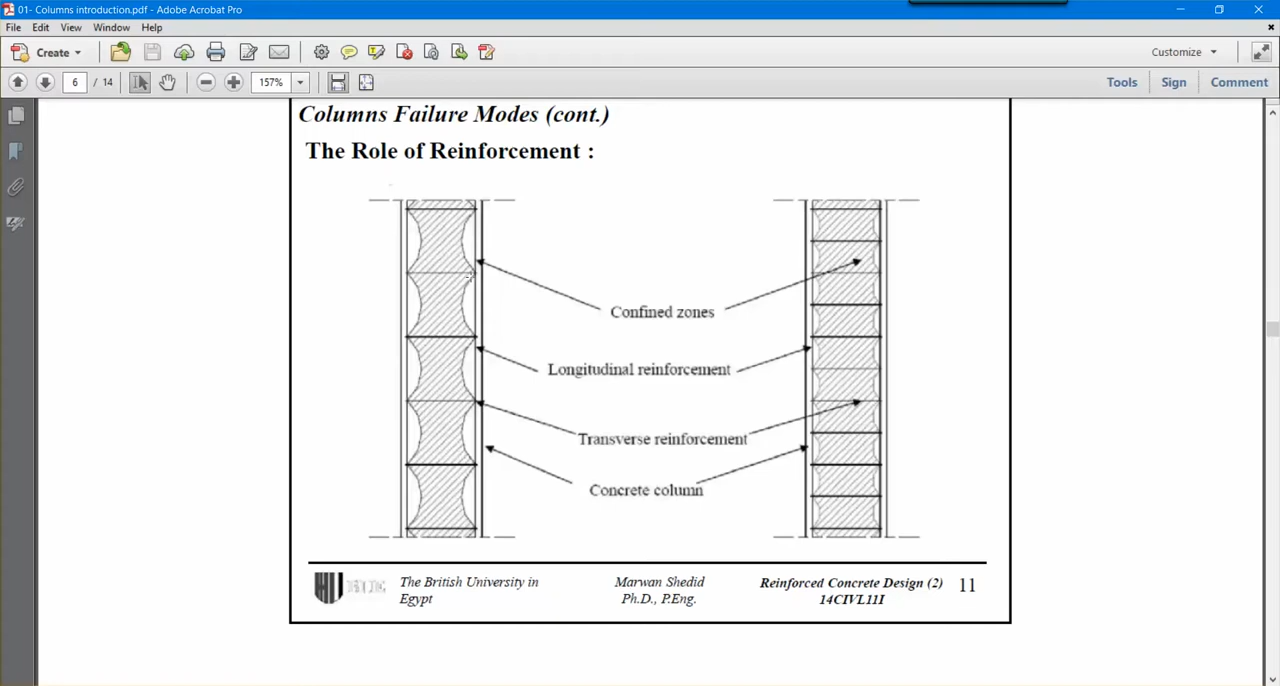 01- Columns introduction.pdf - Adobe Acrobat Pro
File Edit View Window Help
Create
Customize
6 / 14
157%
Tools Sign Comment
Columns Failure Modes (cont.)
The Role of Reinforcement :
Confined zones
Longitudinal reinforcement
Transverse reinforcement
Concrete column
The British University in
Egypt
Marwan Shedid
Ph.D., P.Eng.
Reinforced Concrete Design (2)
14CIVL11I
11